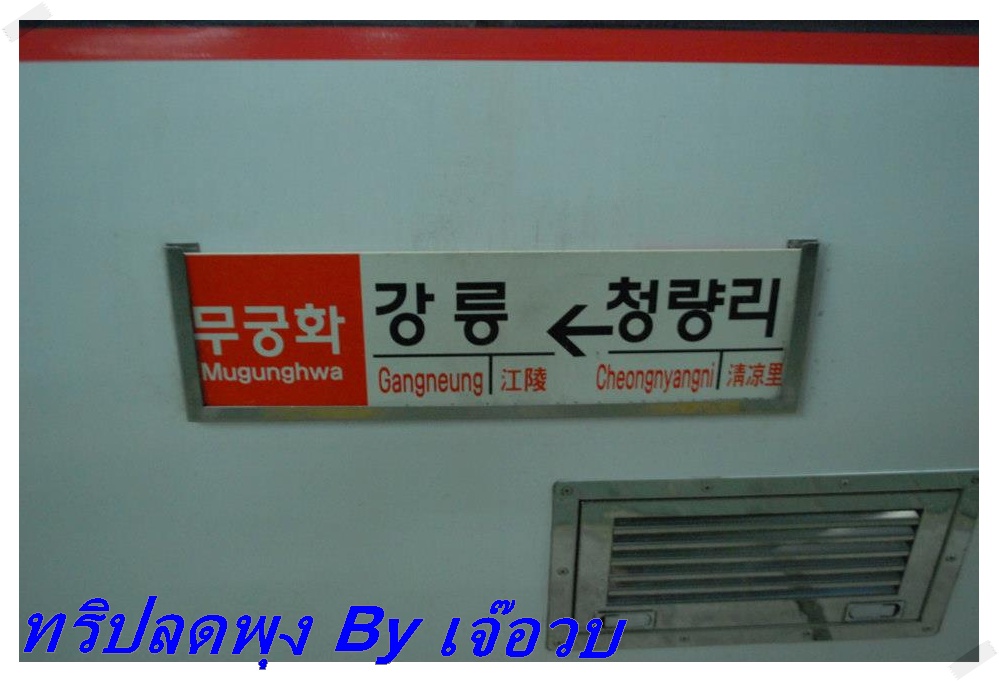 무궁화 강릉 ← 청량리
Mugunghwa Gangneung 江陵 Cheongnyangni 清凉里
ทริปลดพุง By เจ๊อวบ